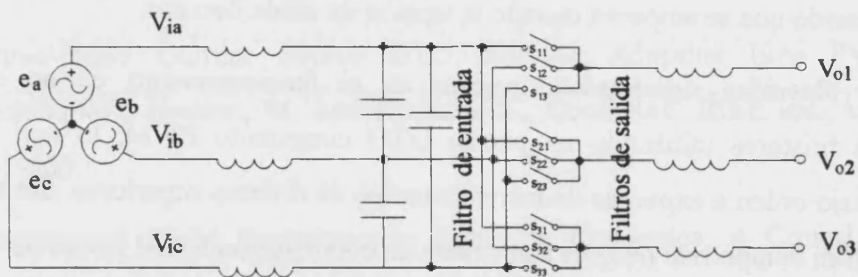 V_ia
e_a
e_b
e_c
V_ib
V_ic
Filtro de entrada
s_11
s_12
s_13
s_21
s_22
s_23
s_31
s_32
s_33
Filtros de salida
V_o1
V_o2
V_o3